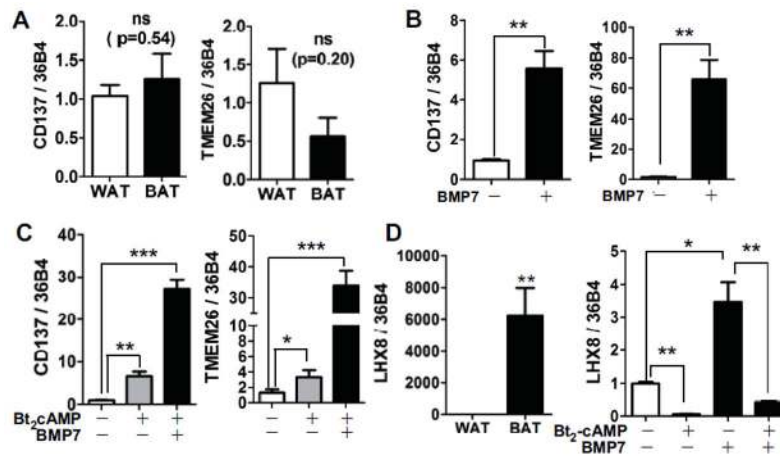 A
ns
( p=0.54)
CD137 / 36B4
2.0
1.5
1.0
0.5
0.0
WAT BAT
ns
(p=0.20)
TMEM26 / 36B4
2.0
1.5
1.0
0.5
0.0
WAT BAT
B
**
CD137 / 36B4
8
6
4
2
0
BMP7 – +
**
TMEM26 / 36B4
100
80
60
40
20
0
BMP7 – +
C
***
**
CD137 / 36B4
40
30
20
10
0
Bt₂cAMP – + +
BMP7 – – +
***
*
TMEM26 / 36B4
50
40
30
20
8
6
4
2
0
– + +
– – +
D
**
LHX8 / 36B4
10000
8000
6000
4000
2000
0
WAT BAT
*
**
**
LHX8 / 36B4
5
4
3
2
1
0
Bt₂-cAMP – + – +
BMP7 – – + +